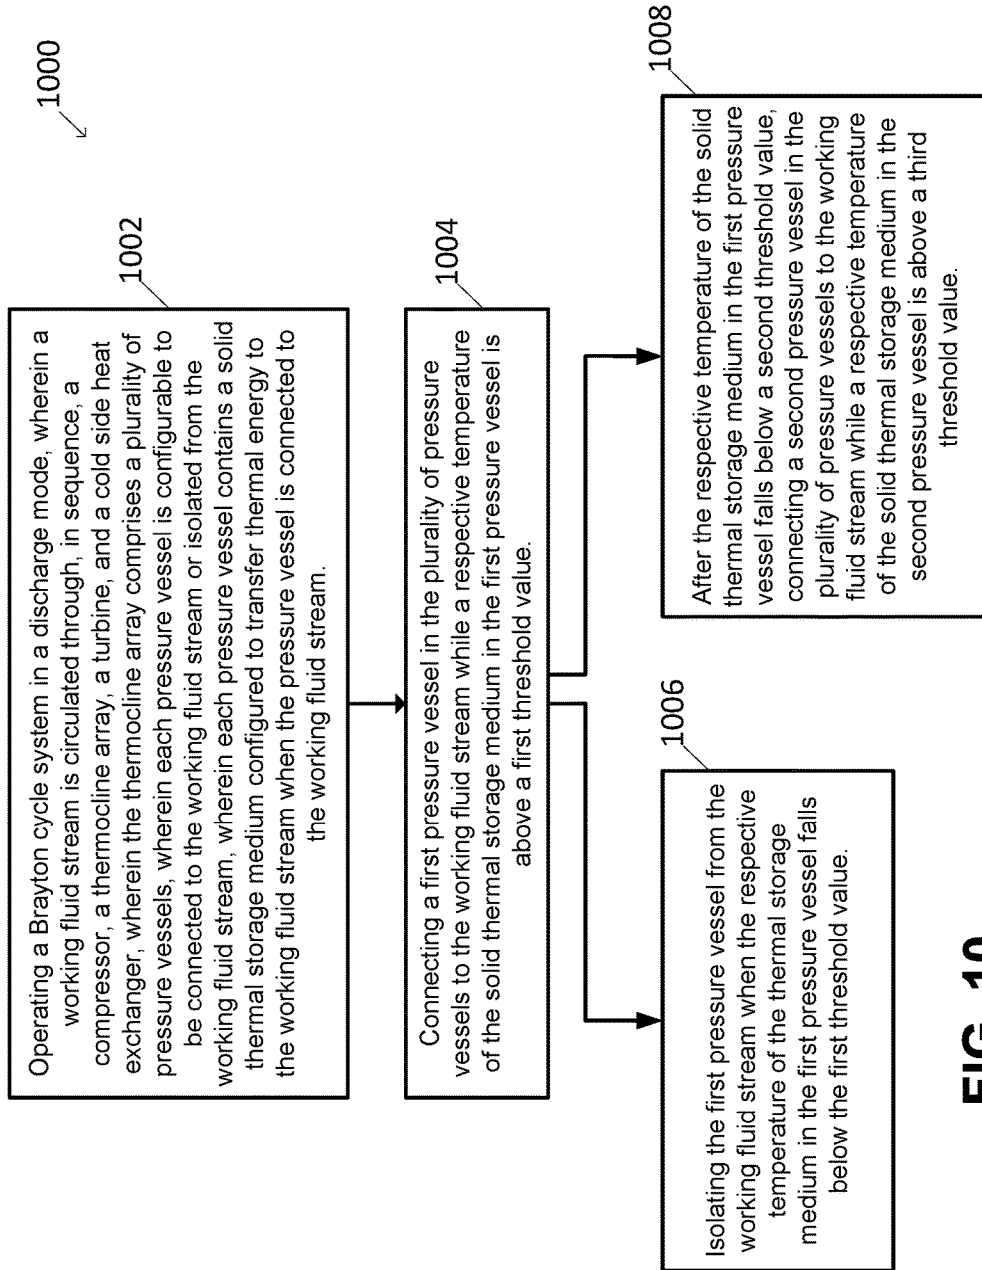 1000
1002
Operating a Brayton cycle system in a discharge mode, wherein a
working fluid stream is circulated through, in sequence, a
compressor, a thermocline array, a turbine, and a cold side heat
exchanger, wherein the thermocline array comprises a plurality of
pressure vessels, wherein each pressure vessel is configurable to
be connected to the working fluid stream or isolated from the
working fluid stream, wherein each pressure vessel contains a solid
thermal storage medium configured to transfer thermal energy to
the working fluid stream when the pressure vessel is connected to
the working fluid stream.
1004
Connecting a first pressure vessel in the plurality of pressure
vessels to the working fluid stream while a respective temperature
of the solid thermal storage medium in the first pressure vessel is
above a first threshold value.
1006
Isolating the first pressure vessel from the
working fluid stream when the respective
temperature of the thermal storage
medium in the first pressure vessel falls
below the first threshold value.
1008
After the respective temperature of the solid
thermal storage medium in the first pressure
vessel falls below a second threshold value,
connecting a second pressure vessel in the
plurality of pressure vessels to the working
fluid stream while a respective temperature
of the solid thermal storage medium in the
second pressure vessel is above a third
threshold value.
FIG. 10